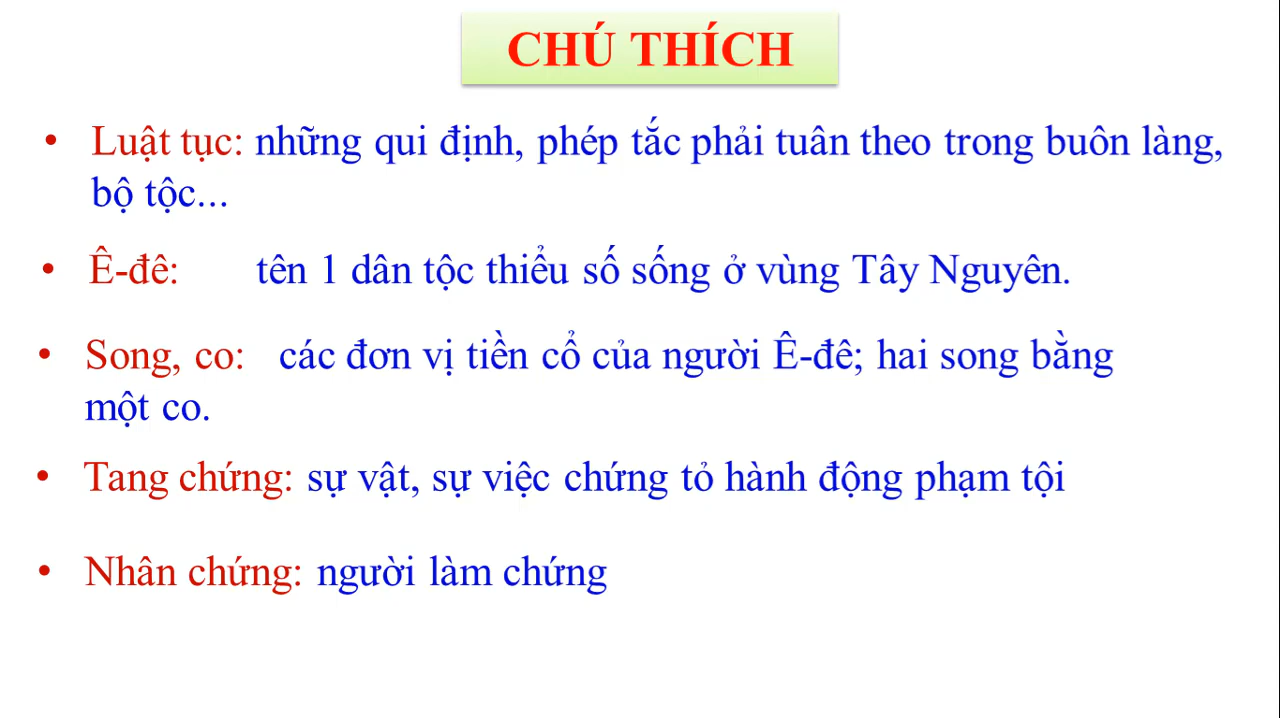 CHÚ THÍCH
• Luật tục: những qui định, phép tắc phải tuân theo trong buôn làng,
bộ tộc...
• Ê-đê: tên 1 dân tộc thiểu số sống ở vùng Tây Nguyên.
• Song, co: các đơn vị tiền cổ của người Ê-đê; hai song bằng
một co.
• Tang chứng: sự vật, sự việc chứng tỏ hành động phạm tội
• Nhân chứng: người làm chứng